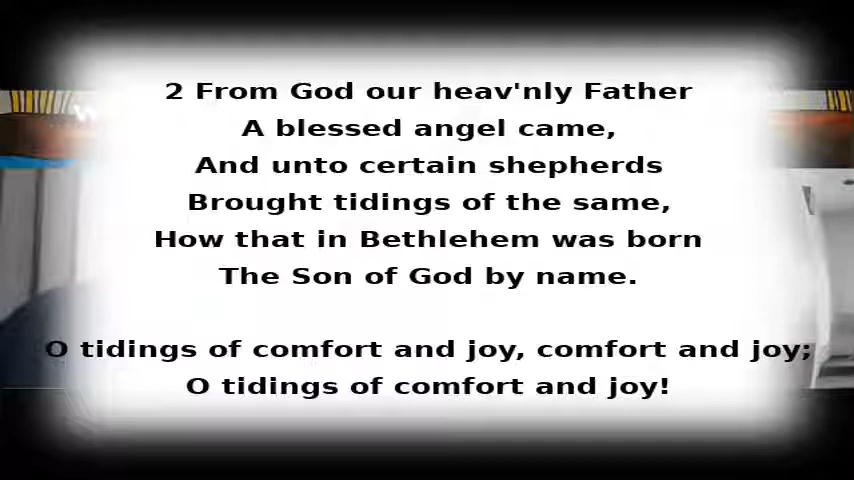 2 From God our heav'nly Father
A blessed angel came,
And unto certain shepherds
Brought tidings of the same,
How that in Bethlehem was born
The Son of God by name.
O tidings of comfort and joy, comfort and joy;
O tidings of comfort and joy!